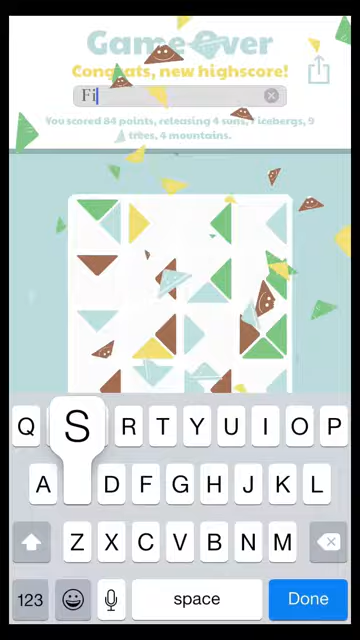 Game Over
Congrats, new highscore!
Fi
You scored 84 points, releasing 4 suns, 7 icebergs, 9
trees, 4 mountains.
Q S R T Y U I O P
A D F G H J K L
Z X C V B N M
123 space Done